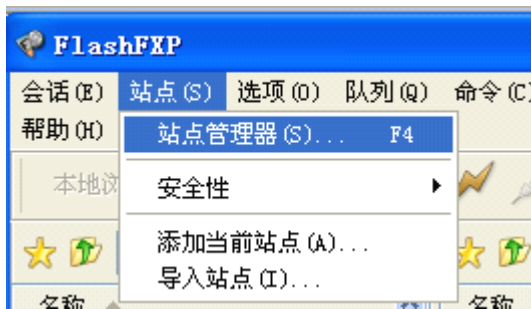 FlashFXP
会话(E) 站点(S) 选项(O) 队列(Q) 命令(C)
帮助(H)
站点管理器(S)... F4
本地浏
安全性
添加当前站点(A)...
导入站点(I)...
名称 名称